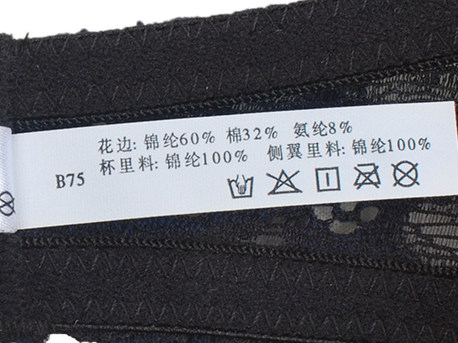 花边: 锦纶60% 棉32% 氨纶8%
杯里料: 锦纶100% 侧翼里料: 锦纶100%
B75